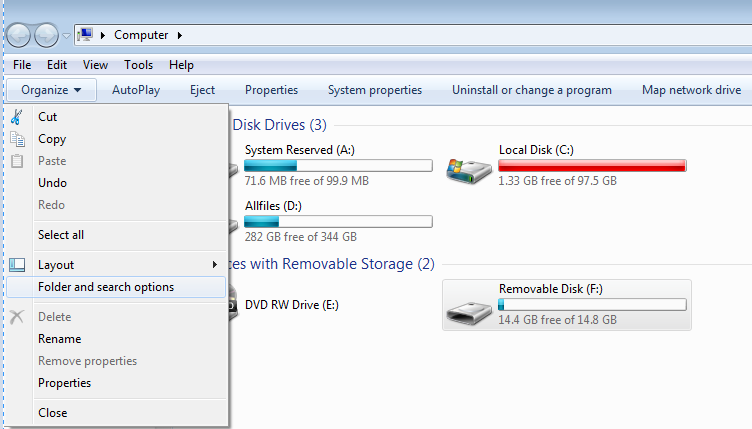 Computer
File Edit View Tools Help
Organize AutoPlay Eject Properties System properties Uninstall or change a program Map network drive
Cut
Copy
Paste
Undo
Redo
Select all
Layout
Folder and search options
Delete
Rename
Remove properties
Properties
Close
Disk Drives (3)
System Reserved (A:)
71.6 MB free of 99.9 MB
Local Disk (C:)
1.33 GB free of 97.5 GB
Allfiles (D:)
282 GB free of 344 GB
with Removable Storage (2)
DVD RW Drive (E:)
Removable Disk (F:)
14.4 GB free of 14.8 GB